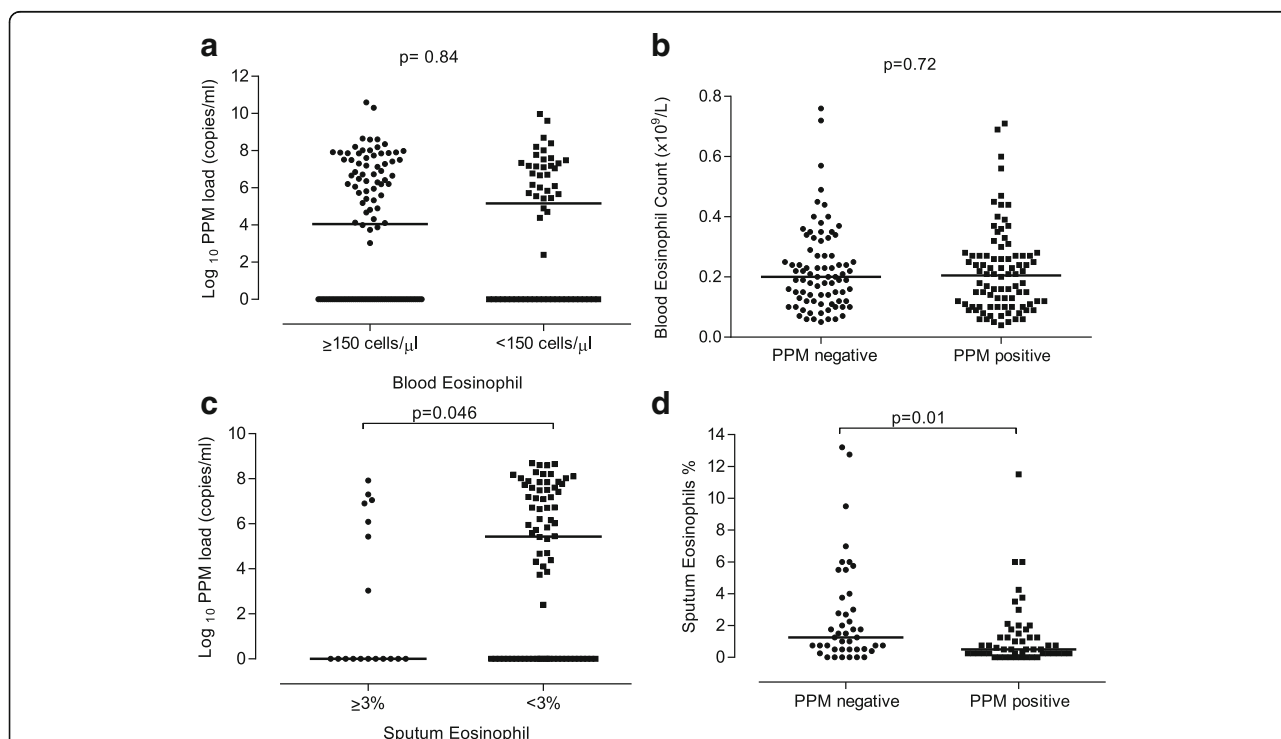 a
p= 0.84
Log 10 PPM load (copies/ml)
12
10
8
6
4
2
0
≥150 cells/μl
<150 cells/μl
Blood Eosinophil
b
p=0.72
Blood Eosinophil Count (x10⁹/L)
0.8
0.6
0.4
0.2
0.0
PPM negative
PPM positive
c
p=0.046
Log 10 PPM load (copies/ml)
10
8
6
4
2
0
≥3%
<3%
Sputum Eosinophil
d
p=0.01
Sputum Eosinophils %
14
12
10
8
6
4
2
0
PPM negative
PPM positive